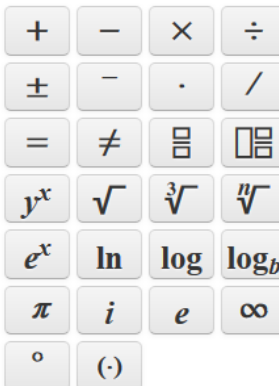 + − × ÷
± − · /
= ≠ □/□ □□/□
yˣ √ ∛ ⁿ√
eˣ ln log log_b
π i e ∞
° (·)